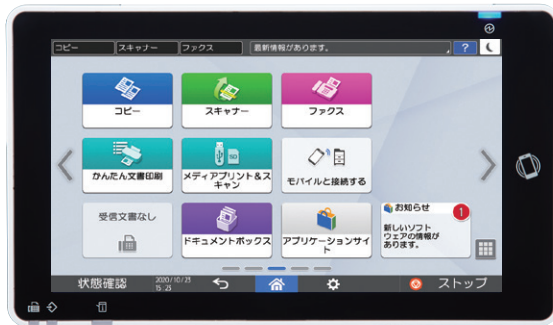 コピー
スキャナー
ファクス
最新情報があります。
?
コピー
スキャナー
ファクス
かんたん文書印刷
メディアプリント&ス
キャン
モバイルと接続する
受信文書なし
ドキュメントボックス
アプリケーションサイ
ト
お知らせ
1
新しいソフト
ウェアの情報が
あります。
状態確認
2020/10/23
15:23
ストップ